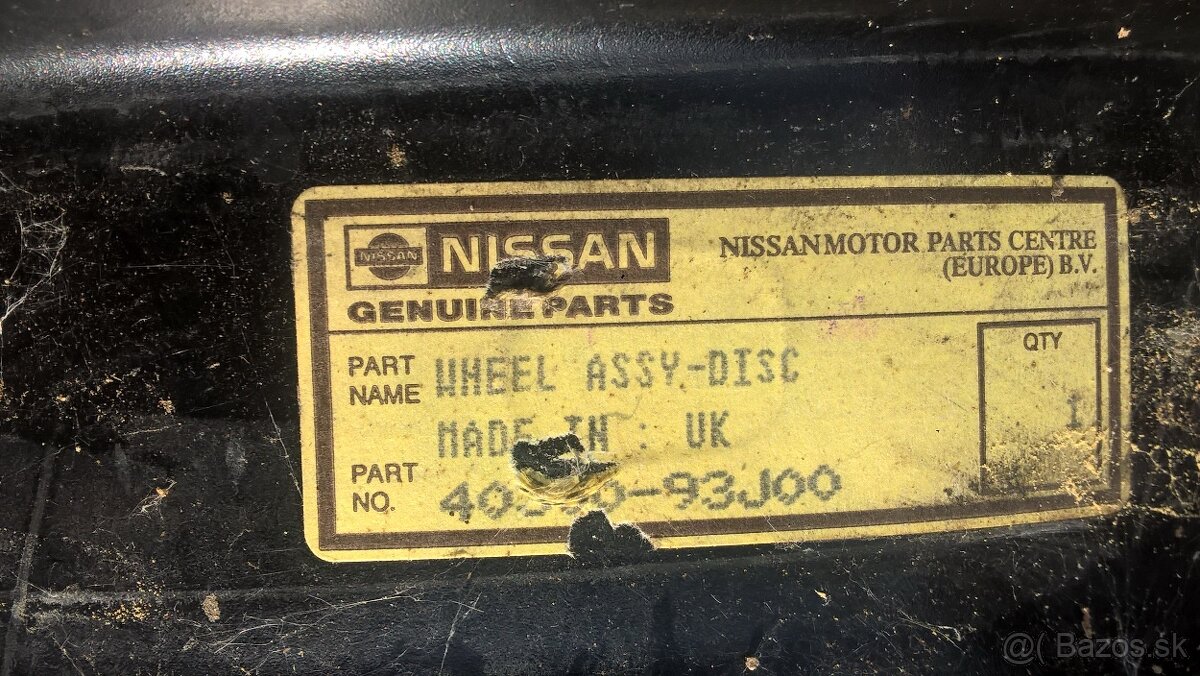 NISSAN NISSAN
GENUINE PARTS
NISSAN MOTOR PARTS CENTRE
(EUROPE) B.V.
PART NAME WHEEL ASSY-DISC
MADE IN : UK
PART NO.
QTY
1
@( Bazos.sk